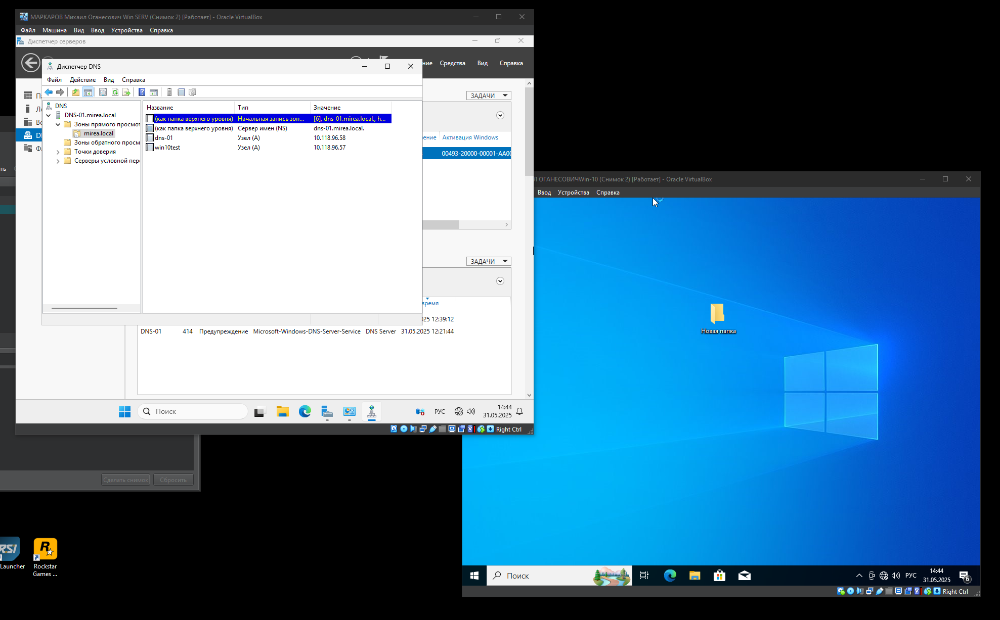 МАРКАРОВ Михаил Оганесович Win SERV (Снимок 2) [Работает] - Oracle VirtualBox
Файл Машина Вид Ввод Устройства Справка
Диспетчер серверов
Средства Вид Справка
Диспетчер DNS
Файл Действие Вид Справка
DNS
DNS-01.mirea.local
Зоны прямого просмот
mirea.local
Зоны обратного просм
Точки доверия
Серверы условной пер
Название Тип Значение
(как папка верхнего уровня) Начальная запись зон... [6], dns-01.mirea.local., h...
(как папка верхнего уровня) Сервер имен (NS) dns-01.mirea.local.
dns-01 Узел (A) 10.118.96.58
win10test Узел (A) 10.118.96.57
ЗАДАЧИ
Активация Windows
00493-20000-00001-AA00
ЗАДАЧИ
время
025 12:39:12
DNS-01 414 Предупреждение Microsoft-Windows-DNS-Server-Service DNS Server 31.05.2025 12:21:44
Поиск
РУС
14:44
31.05.2025
Right Ctrl
ОГАНЕСОВИЧWin-10 (Снимок 2) [Работает] - Oracle VirtualBox
Ввод Устройства Справка
Новая папка
Поиск
РУС
14:44
31.05.2025
6
Right Ctrl
Сделать снимок Сбросить
RSI
Launcher
Rockstar
Games ...